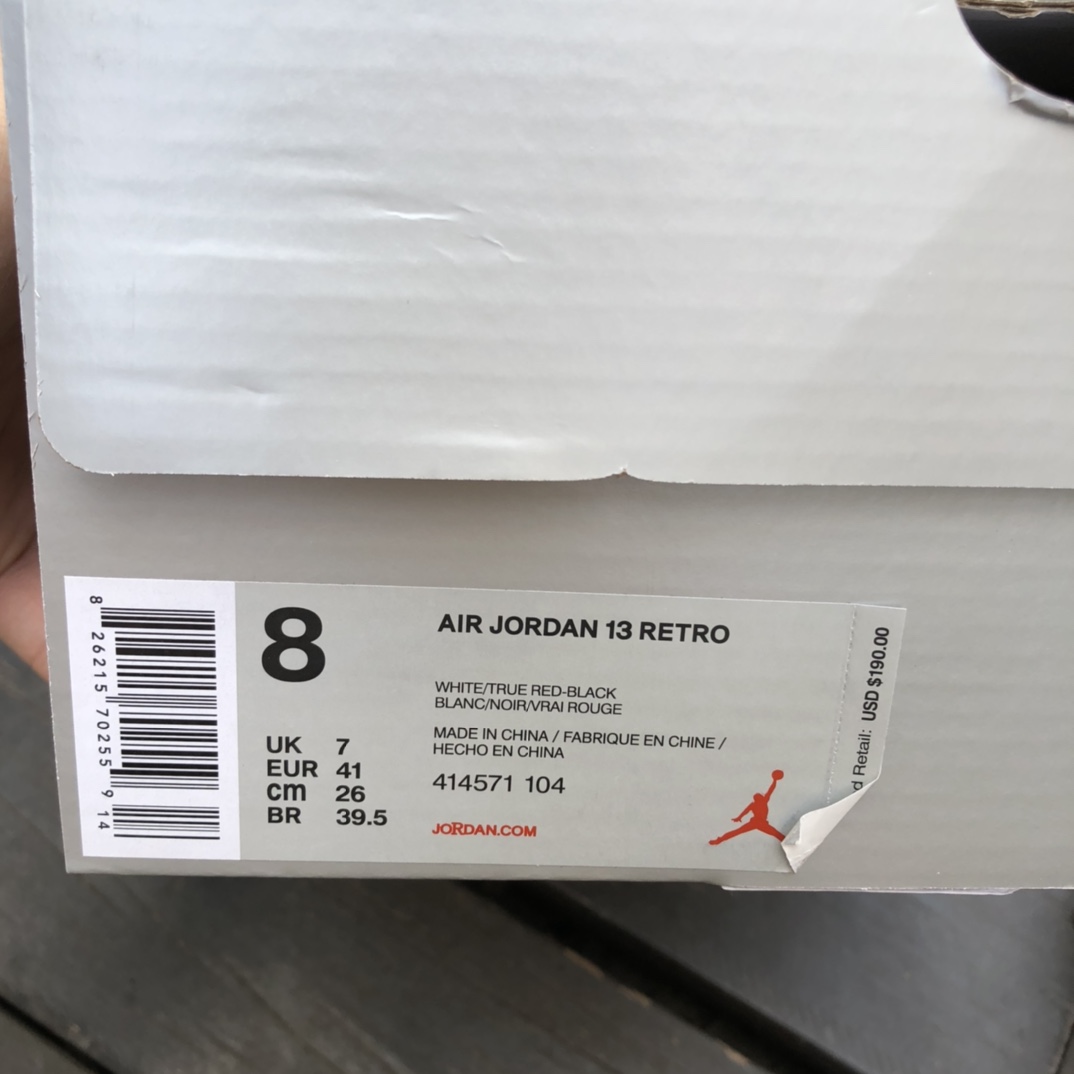 8 26215 70255 9 14
8
UK 7
EUR 41
cm 26
BR 39.5
AIR JORDAN 13 RETRO
WHITE/TRUE RED-BLACK
BLANC/NOIR/VRAI ROUGE
MADE IN CHINA / FABRIQUE EN CHINE /
HECHO EN CHINA
414571 104
JORDAN.COM
Retail: USD $190.00